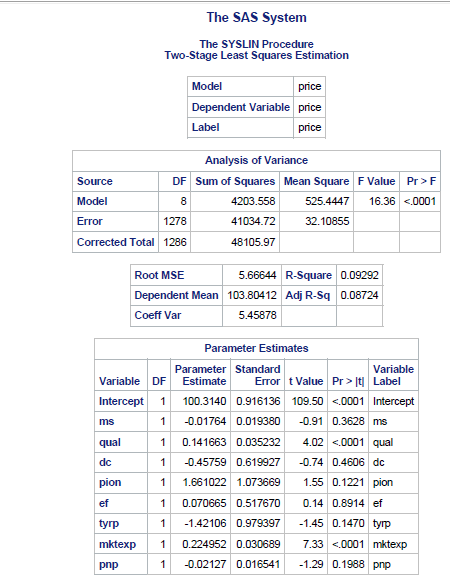 The SAS System
The SYSLIN Procedure
Two-Stage Least Squares Estimation
Model price
Dependent Variable price
Label price
Analysis of Variance
Source DF Sum of Squares Mean Square F Value Pr > F
Model 8 4203.558 525.4447 16.36 <.0001
Error 1278 41034.72 32.10855
Corrected Total 1286 48105.97
Root MSE 5.66644 R-Square 0.09292
Dependent Mean 103.80412 Adj R-Sq 0.08724
Coeff Var 5.45878
Parameter Estimates
Variable DF Parameter Estimate Standard Error t Value Pr > |t| Variable Label
Intercept 1 100.3140 0.916136 109.50 <.0001 Intercept
ms 1 -0.01764 0.019380 -0.91 0.3628 ms
qual 1 0.141663 0.035232 4.02 <.0001 qual
dc 1 -0.45759 0.619927 -0.74 0.4606 dc
pion 1 1.661022 1.073669 1.55 0.1221 pion
ef 1 0.070665 0.517670 0.14 0.8914 ef
tyrp 1 -1.42106 0.979397 -1.45 0.1470 tyrp
mktexp 1 0.224952 0.030689 7.33 <.0001 mktexp
pnp 1 -0.02127 0.016541 -1.29 0.1988 pnp